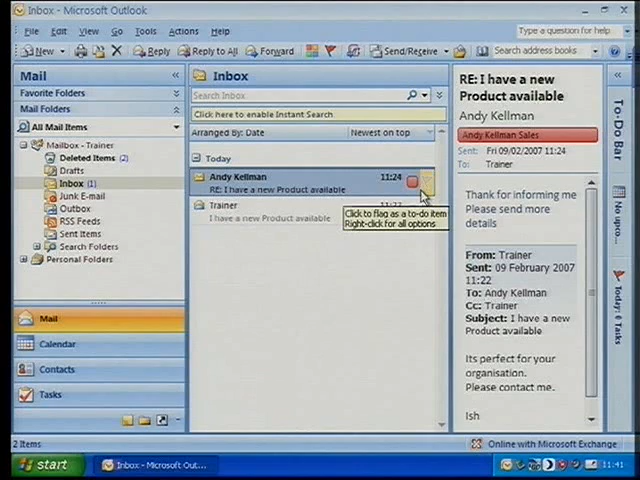 Inbox - Microsoft Outlook
File Edit View Go Tools Actions Help
Type a question for help
New Reply Reply to All Forward Send/Receive Search address books
Mail
Favorite Folders
Mail Folders
All Mail Items
Mailbox - Trainer
Deleted Items (2)
Drafts
Inbox (1)
Junk E-mail
Outbox
RSS Feeds
Sent Items
Search Folders
Personal Folders
Mail
Calendar
Contacts
Tasks
Inbox
Search Inbox
Click here to enable Instant Search
Arranged By: Date Newest on top
Today
Andy Kellman 11:24
RE: I have a new Product available
Trainer
I have a new Product available
Click to flag as a to-do item
Right-click for all options
RE: I have a new
Product available
Andy Kellman
Andy Kellman Sales
Sent: Fri 09/02/2007 11:24
To: Trainer
Thank for informing me
Please send more
details
From: Trainer
Sent: 09 February 2007
11:22
To: Andy Kellman
Cc: Trainer
Subject: I have a new
Product available
Its perfect for your
organisation.
Please contact me.
Ish
To-Do Bar
No upco...
Today: 0 Tasks
2 Items
Online with Microsoft Exchange
start
Inbox - Microsoft Out...
11:41